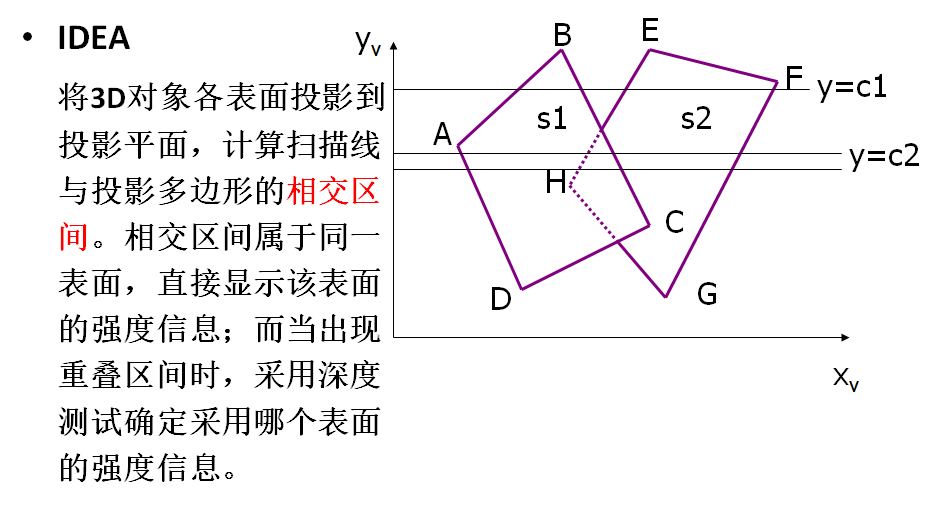 • IDEA
将3D对象各表面投影到
投影平面，计算扫描线
与投影多边形的相交区
间。相交区间属于同一
表面，直接显示该表面
的强度信息；而当出现
重叠区间时，采用深度
测试确定采用哪个表面
的强度信息。
yv
B
E
F
y=c1
s1
s2
A
y=c2
H
C
D
G
xv